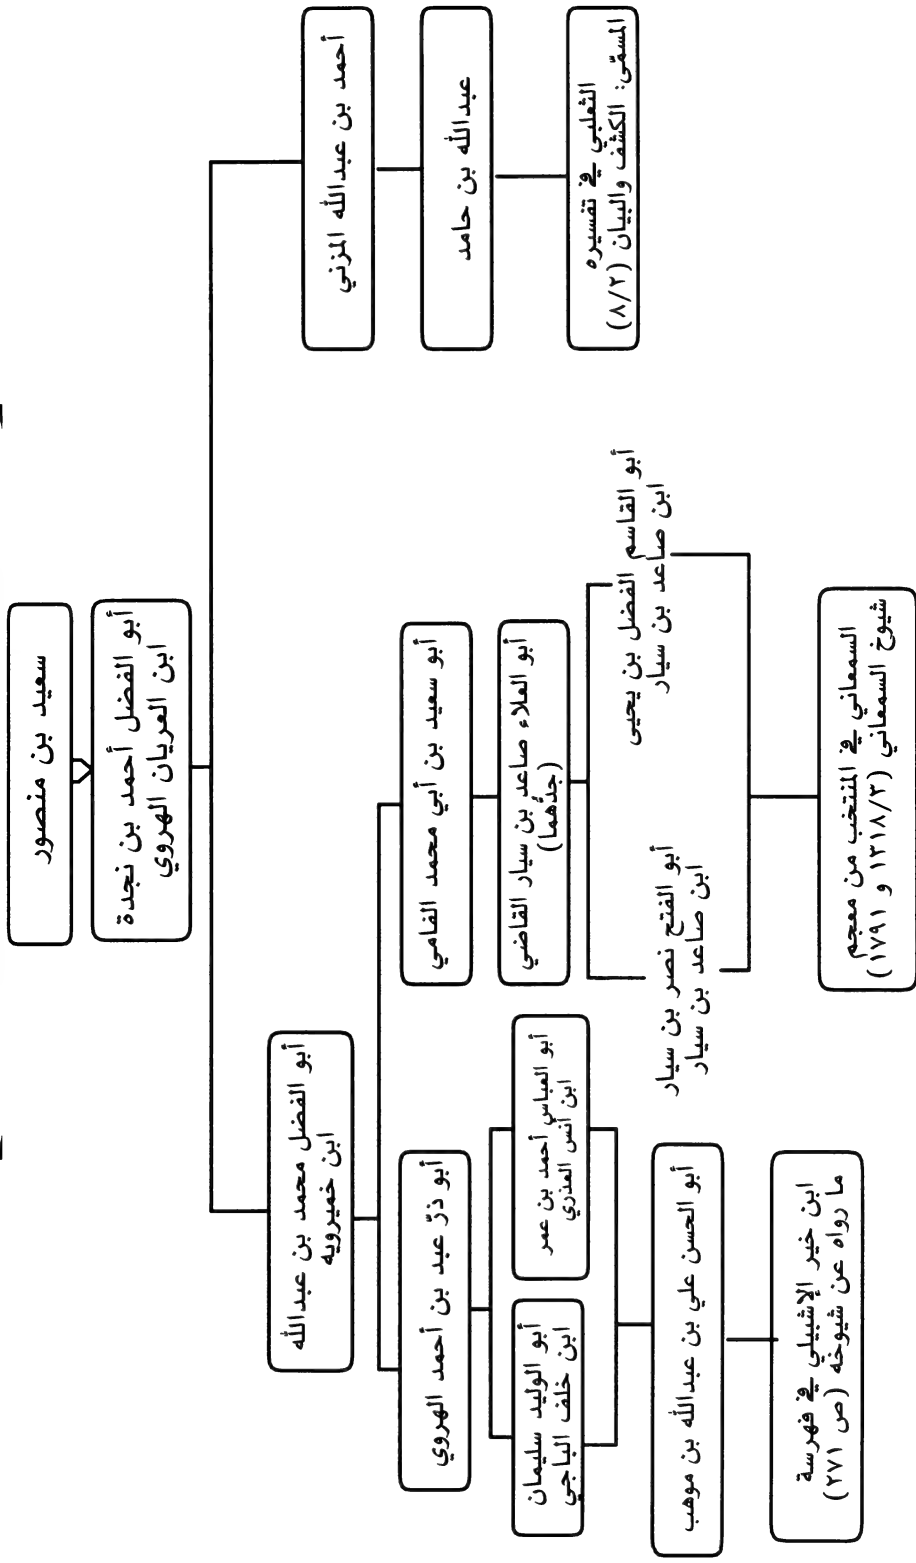 سعيد بن منصور
أبو الفضل أحمد بن نجدة
ابن العريان الهروي
أحمد بن عبدالله المزني
عبدالله بن حامد
الثعلبي في تفسيره
المسمّى: الكشف والبيان (٨/٢)
أبو الفضل محمد بن عبدالله
ابن خميرويه
أبو سعيد بن أبي محمد الفامي
أبو العلاء صاعد بن سيار القاضي
(جدّهما)
أبو القاسم الفضل بن يحيى
ابن صاعد بن سيار
أبو الفتح نصر بن سيار
ابن صاعد بن سيار
السمعاني في المنتخب من معجم
شيوخ السمعاني (١٣١٨/٣ و ١٧٩١)
أبو ذرّ عبد بن أحمد الهروي
أبو العباس أحمد بن عمر
ابن أنس العذري
أبو الوليد سليمان
ابن خلف الباجي
أبو الحسن علي بن عبدالله بن موهب
ابن خير الإشبيلي في فهرسة
ما رواه عن شيوخه (ص ٢٧١)